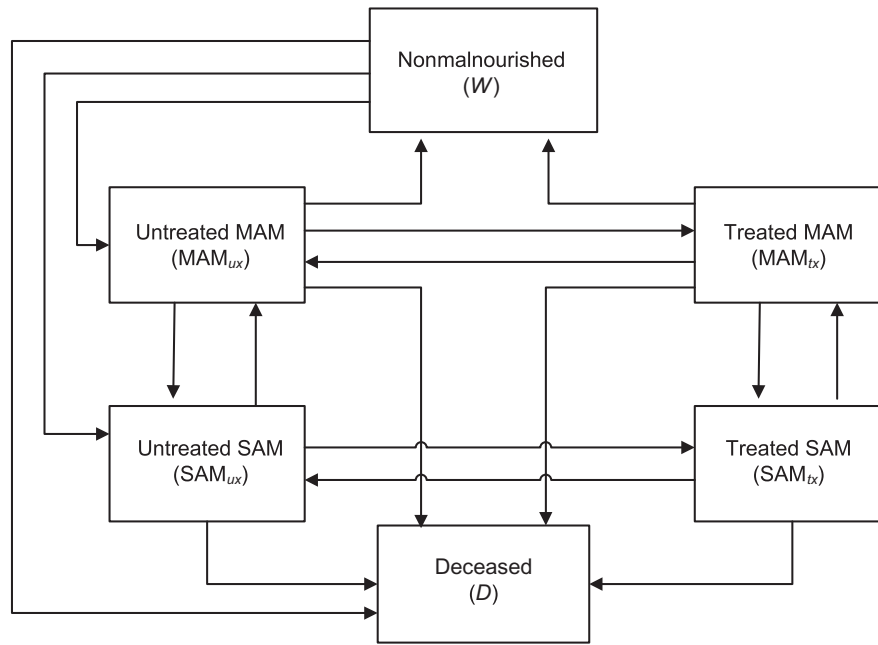 Nonmalnourished
(W)
Untreated MAM
(MAMux)
Treated MAM
(MAMtx)
Untreated SAM
(SAMux)
Treated SAM
(SAMtx)
Deceased
(D)